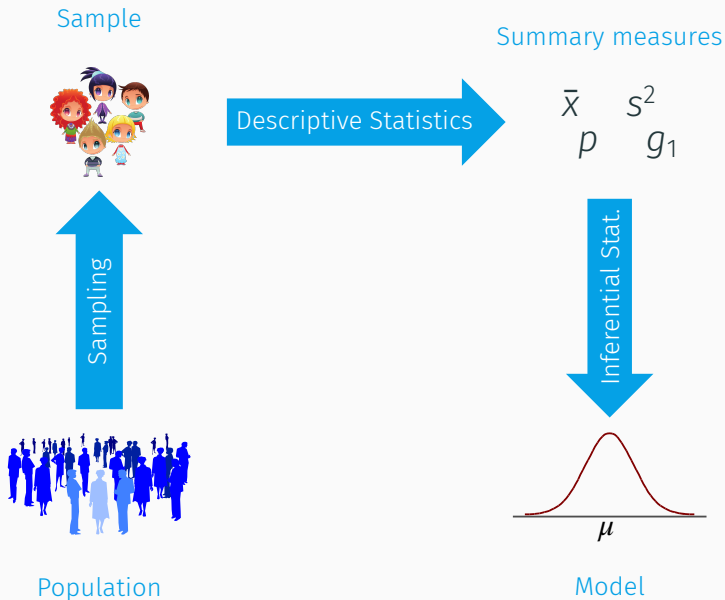 Sample
Summary measures
Descriptive Statistics
x̄ s²
p g₁
Sampling
Inferential Stat.
μ
Population
Model